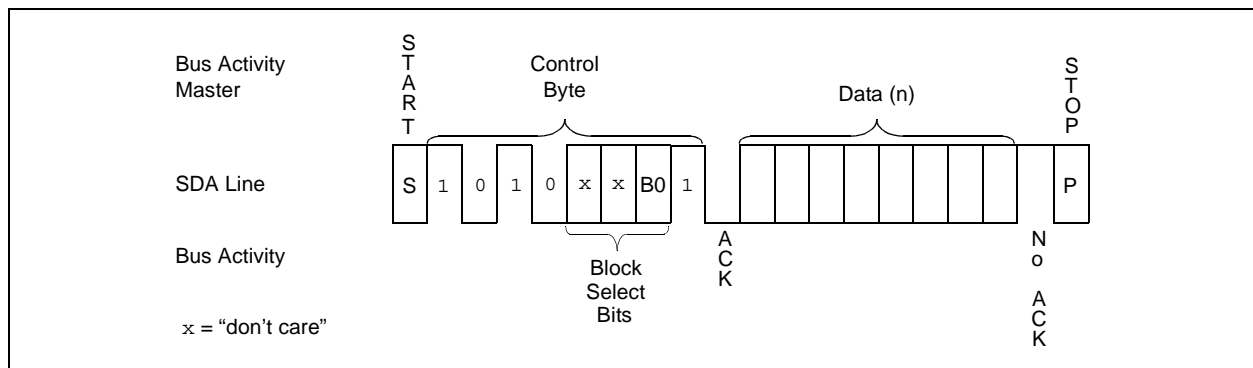 Bus Activity
Master
START
Control
Byte
Data (n)
STOP
SDA Line
S 1 0 1 0 x x B0 1 P
Bus Activity
ACK
Block
Select
Bits
No ACK
x = “don’t care”